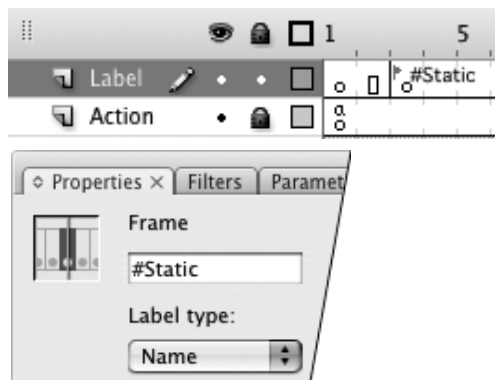 1 5
Label #Static
Action a
Properties × Filters Paramet
Frame
#Static
Label type:
Name